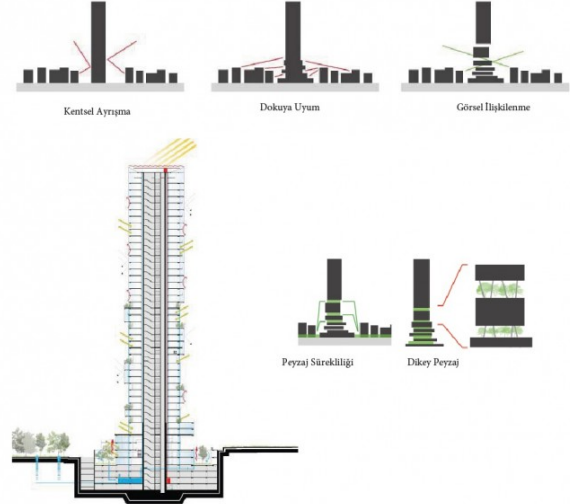 Kentsel Ayrışma
Dokuya Uyum
Görsel İlişkilenme
Peyzaj Sürekliliği
Dikey Peyzaj